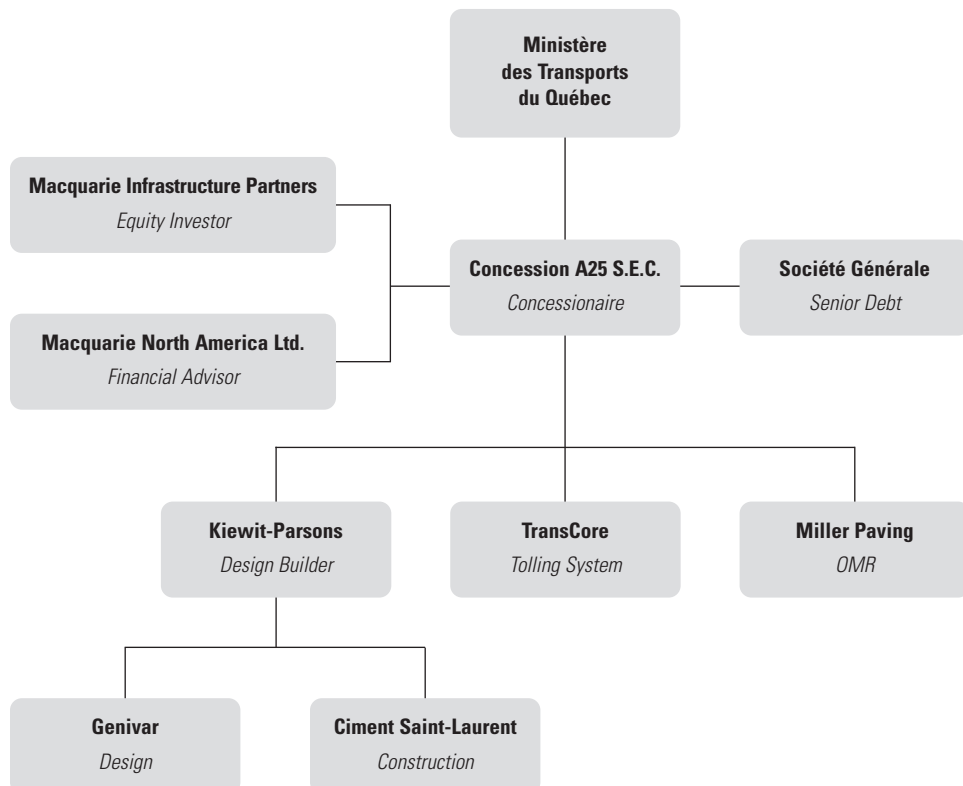 Ministère
des Transports
du Québec
Macquarie Infrastructure Partners
Equity Investor
Concession A25 S.E.C.
Concessionaire
Société Générale
Senior Debt
Macquarie North America Ltd.
Financial Advisor
Kiewit-Parsons
Design Builder
TransCore
Tolling System
Miller Paving
OMR
Genivar
Design
Ciment Saint-Laurent
Construction